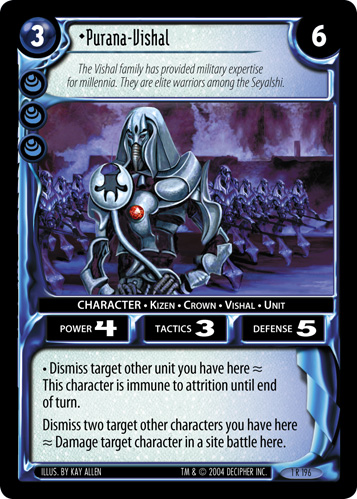 3 •Purana-Vishal 6
The Vishal family has provided military expertise
for millennia. They are elite warriors among the Seyalshi.
CHARACTER • KIZEN • CROWN • VISHAL • UNIT
POWER 4 TACTICS 3 DEFENSE 5
• Dismiss target other unit you have here ≈
This character is immune to attrition until end
of turn.
Dismiss two target other characters you have here
≈ Damage target character in a site battle here.
ILLUS. BY KAY ALLEN TM & © 2004 DECIPHER INC. 1 R 196